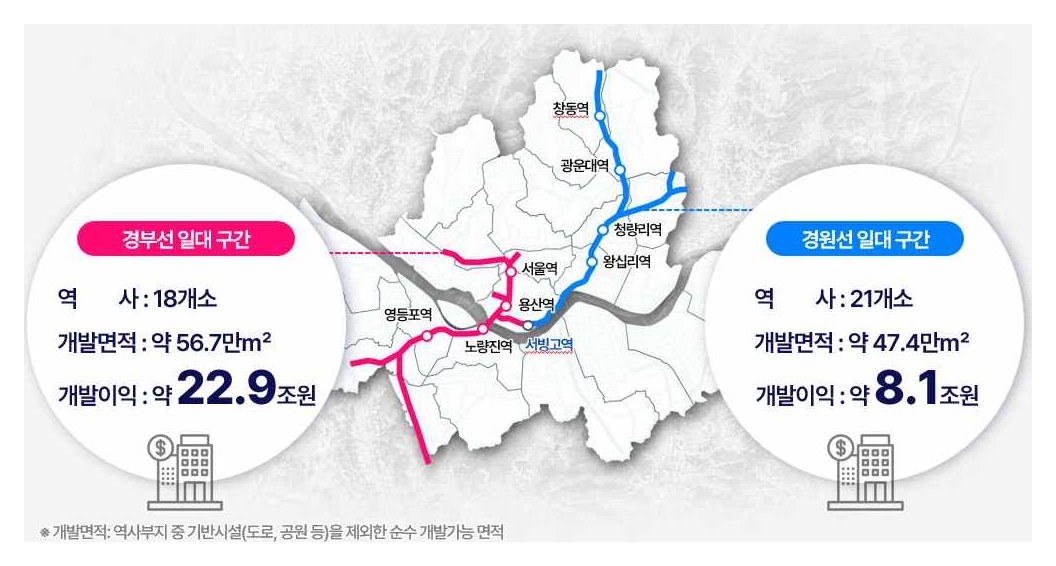 창동역
광운대역
청량리역
경부선 일대 구간
경원선 일대 구간
왕십리역
서울역
역 사 : 18개소
역 사 : 21개소
용산역
영등포역
개발면적 : 약 56.7만m²
노량진역
서빙고역
개발면적 : 약 47.4만m²
개발이익 : 약 22.9조원
개발이익 : 약 8.1조원
※ 개발면적: 역사부지 중 기반시설(도로, 공원 등)을 제외한 순수 개발가능 면적